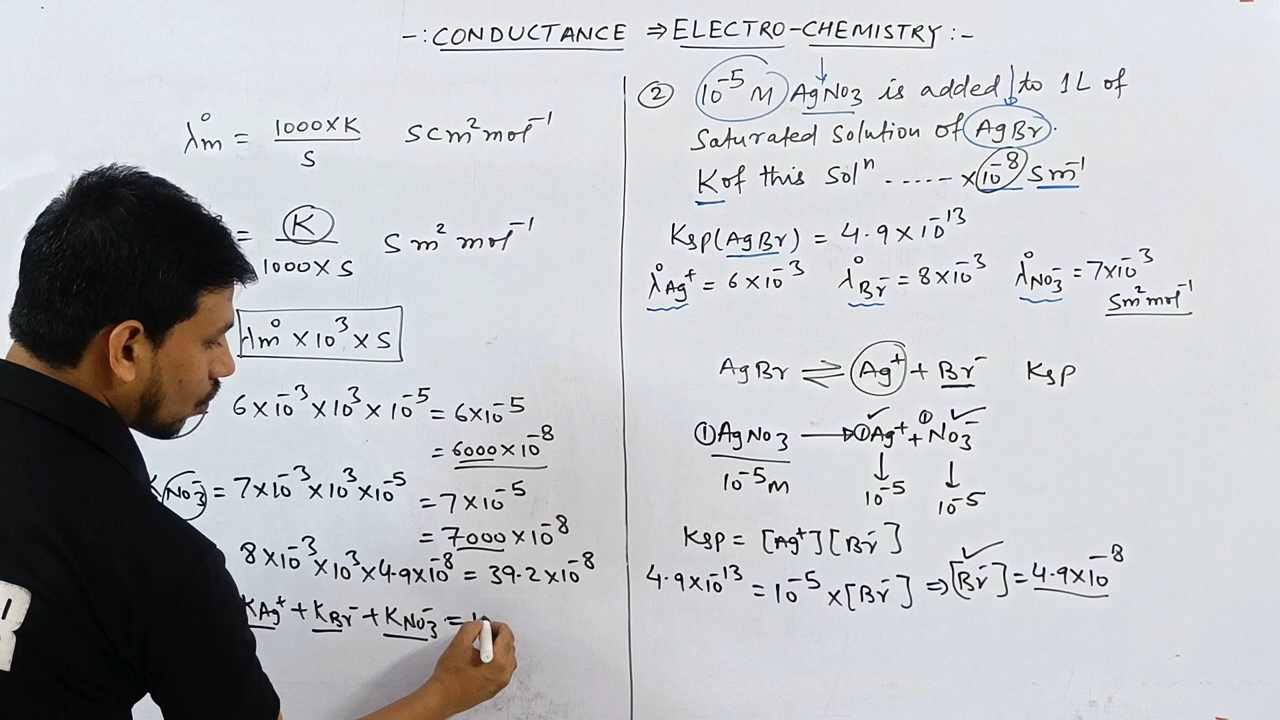 -: CONDUCTANCE ⇒ ELECTRO-CHEMISTRY :-
λ°m = 1000×K / S   S cm² mol⁻¹
= K / 1000×S   S m² mol⁻¹
λ°m × 10³ × S
6×10⁻³×10³×10⁻⁵ = 6×10⁻⁵
= 6000×10⁻⁸
NO₃⁻ = 7×10⁻³×10³×10⁻⁵ = 7×10⁻⁵
= 7000×10⁻⁸
8×10⁻³×10³×4.9×10⁻⁸ = 39.2×10⁻⁸
KAg⁺ + KBr⁻ + KNO₃⁻ =
② 10⁻⁵ M AgNO₃ is added to 1L of
Saturated Solution of AgBr.
K of this Solⁿ ..... ×10⁻⁸ S m⁻¹
Ksp(AgBr) = 4.9×10⁻¹³
λ°Ag⁺ = 6×10⁻³   λ°Br⁻ = 8×10⁻³   λ°NO₃⁻ = 7×10⁻³
S m² mol⁻¹
AgBr ⇌ Ag⁺ + Br⁻   Ksp
①AgNO₃ → ①Ag⁺ + ①NO₃⁻
10⁻⁵M   10⁻⁵   10⁻⁵
Ksp = [Ag⁺][Br⁻]
4.9×10⁻¹³ = 10⁻⁵ × [Br⁻] ⇒ [Br⁻] = 4.9×10⁻⁸